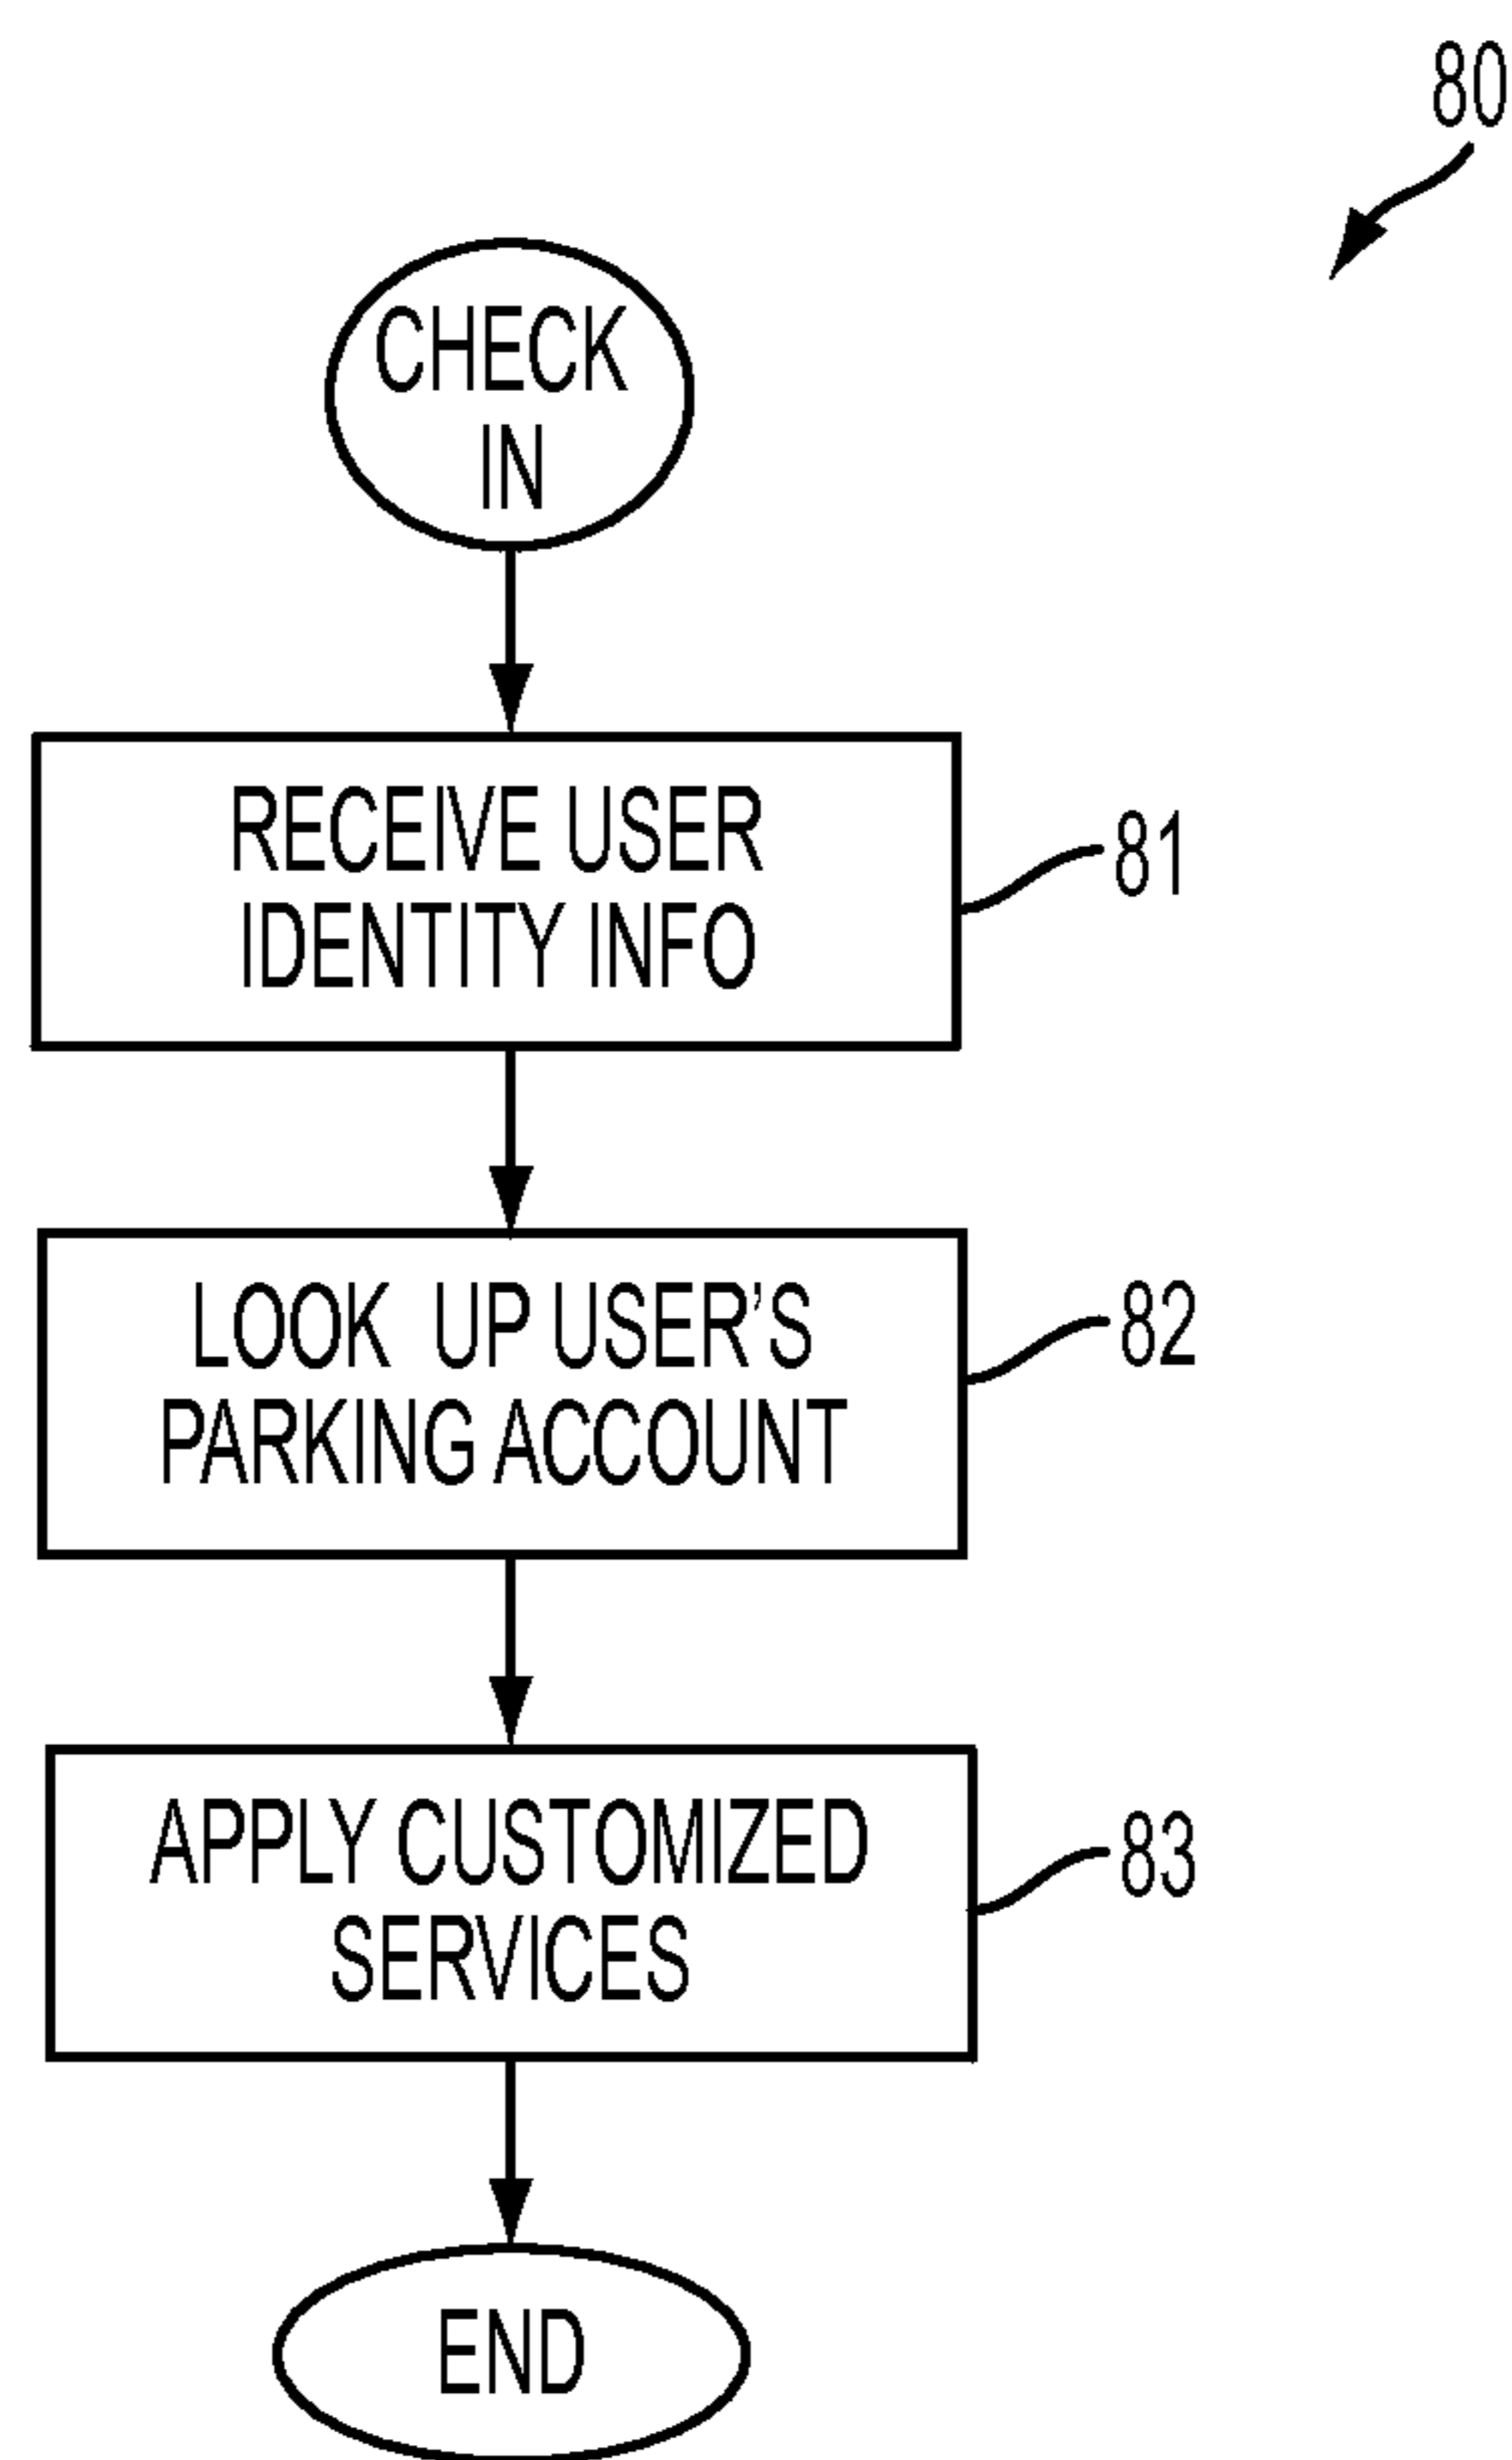 80
CHECK
IN
RECEIVE USER
IDENTITY INFO
81
LOOK UP USER'S
PARKING ACCOUNT
82
APPLY CUSTOMIZED
SERVICES
83
END